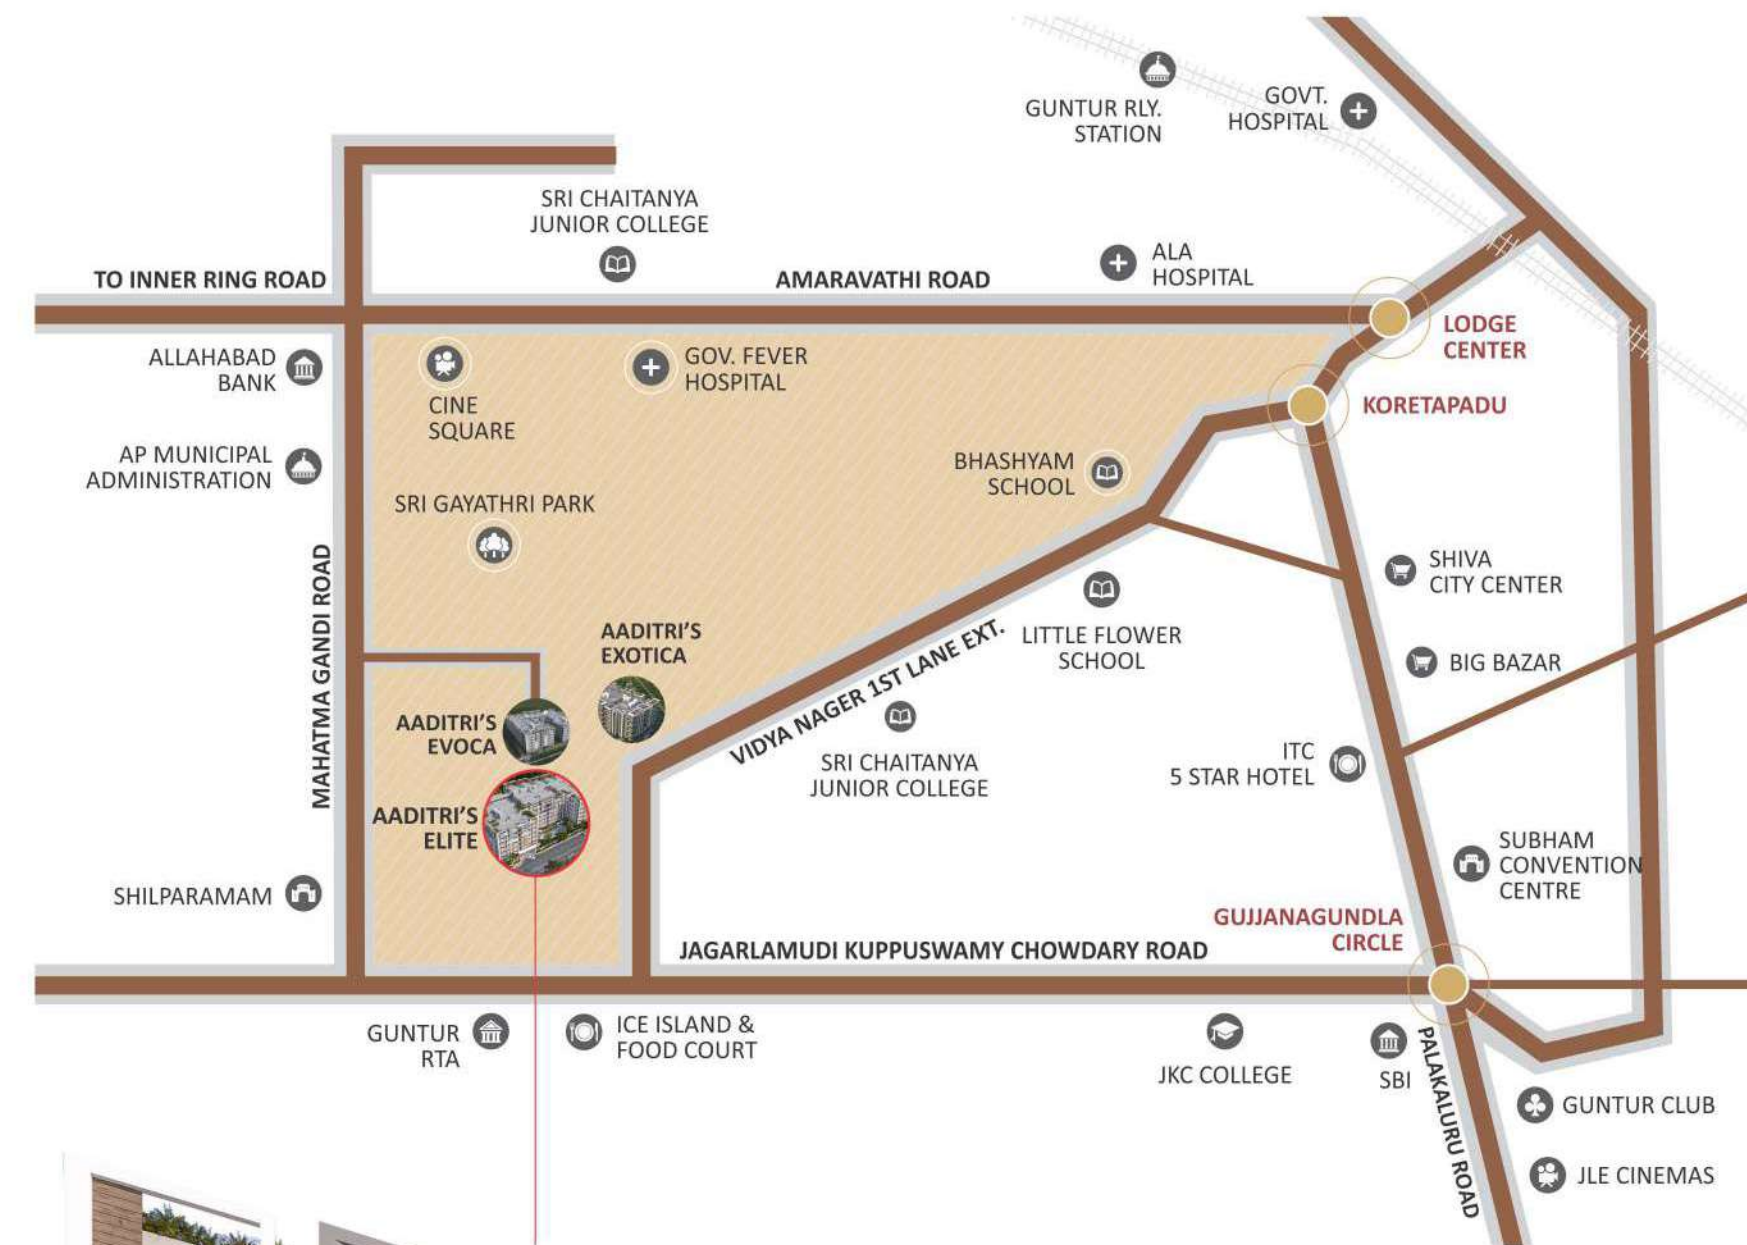 GUNTUR RLY.
STATION
GOVT.
HOSPITAL
SRI CHAITANYA
JUNIOR COLLEGE
ALA
HOSPITAL
TO INNER RING ROAD
AMARAVATHI ROAD
LODGE
CENTER
ALLAHABAD
BANK
CINE
SQUARE
GOV. FEVER
HOSPITAL
KORETAPADU
AP MUNICIPAL
ADMINISTRATION
SRI GAYATHRI PARK
BHASHYAM
SCHOOL
MAHATMA GANDI ROAD
SHIVA
CITY CENTER
AADITRI'S
EXOTICA
VIDYA NAGER 1ST LANE EXT.
LITTLE FLOWER
SCHOOL
BIG BAZAR
AADITRI'S
EVOCA
SRI CHAITANYA
JUNIOR COLLEGE
ITC
5 STAR HOTEL
AADITRI'S
ELITE
SUBHAM
CONVENTION
CENTRE
SHILPARAMAM
GUJJANAGUNDLA
CIRCLE
JAGARLAMUDI KUPPUSWAMY CHOWDARY ROAD
GUNTUR
RTA
ICE ISLAND &
FOOD COURT
JKC COLLEGE
SBI
PALAKALURU ROAD
GUNTUR CLUB
JLE CINEMAS